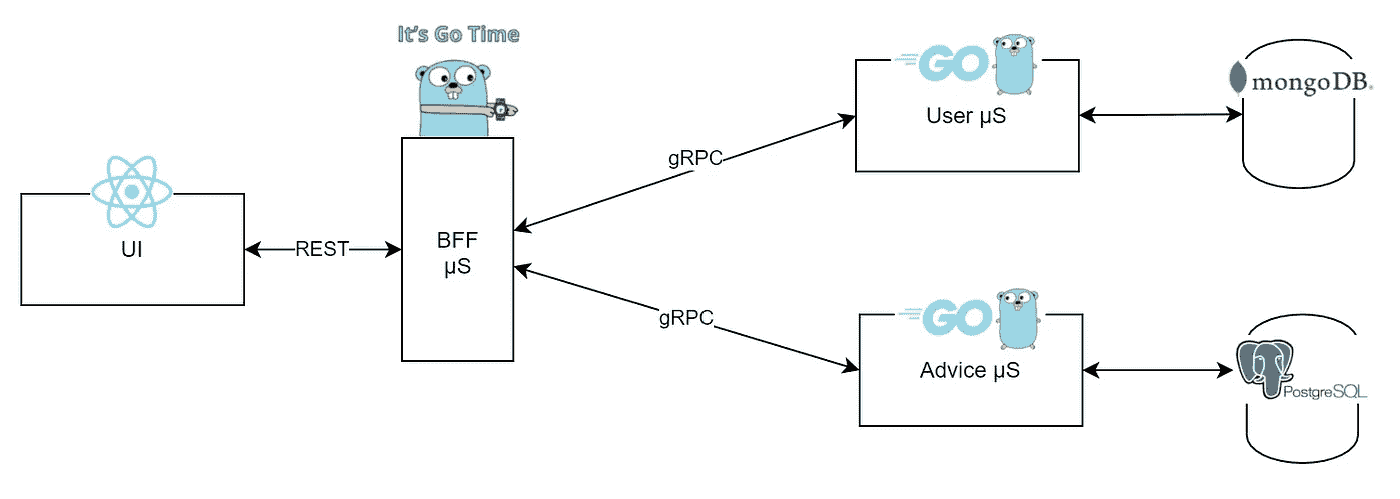 It's Go Time
UI
REST
BFF
µS
gRPC
gRPC
GO
User µS
mongoDB.
GO
Advice µS
PostgreSQL